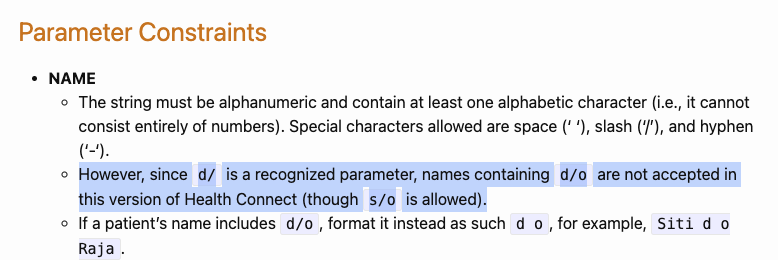 Parameter Constraints
• NAME
◦ The string must be alphanumeric and contain at least one alphabetic character (i.e., it cannot
consist entirely of numbers). Special characters allowed are space (‘ ‘), slash (‘/’), and hyphen
(‘-‘).
◦ However, since d/ is a recognized parameter, names containing d/o are not accepted in
this version of Health Connect (though s/o is allowed).
◦ If a patient’s name includes d/o , format it instead as such d o , for example, Siti d o
Raja .